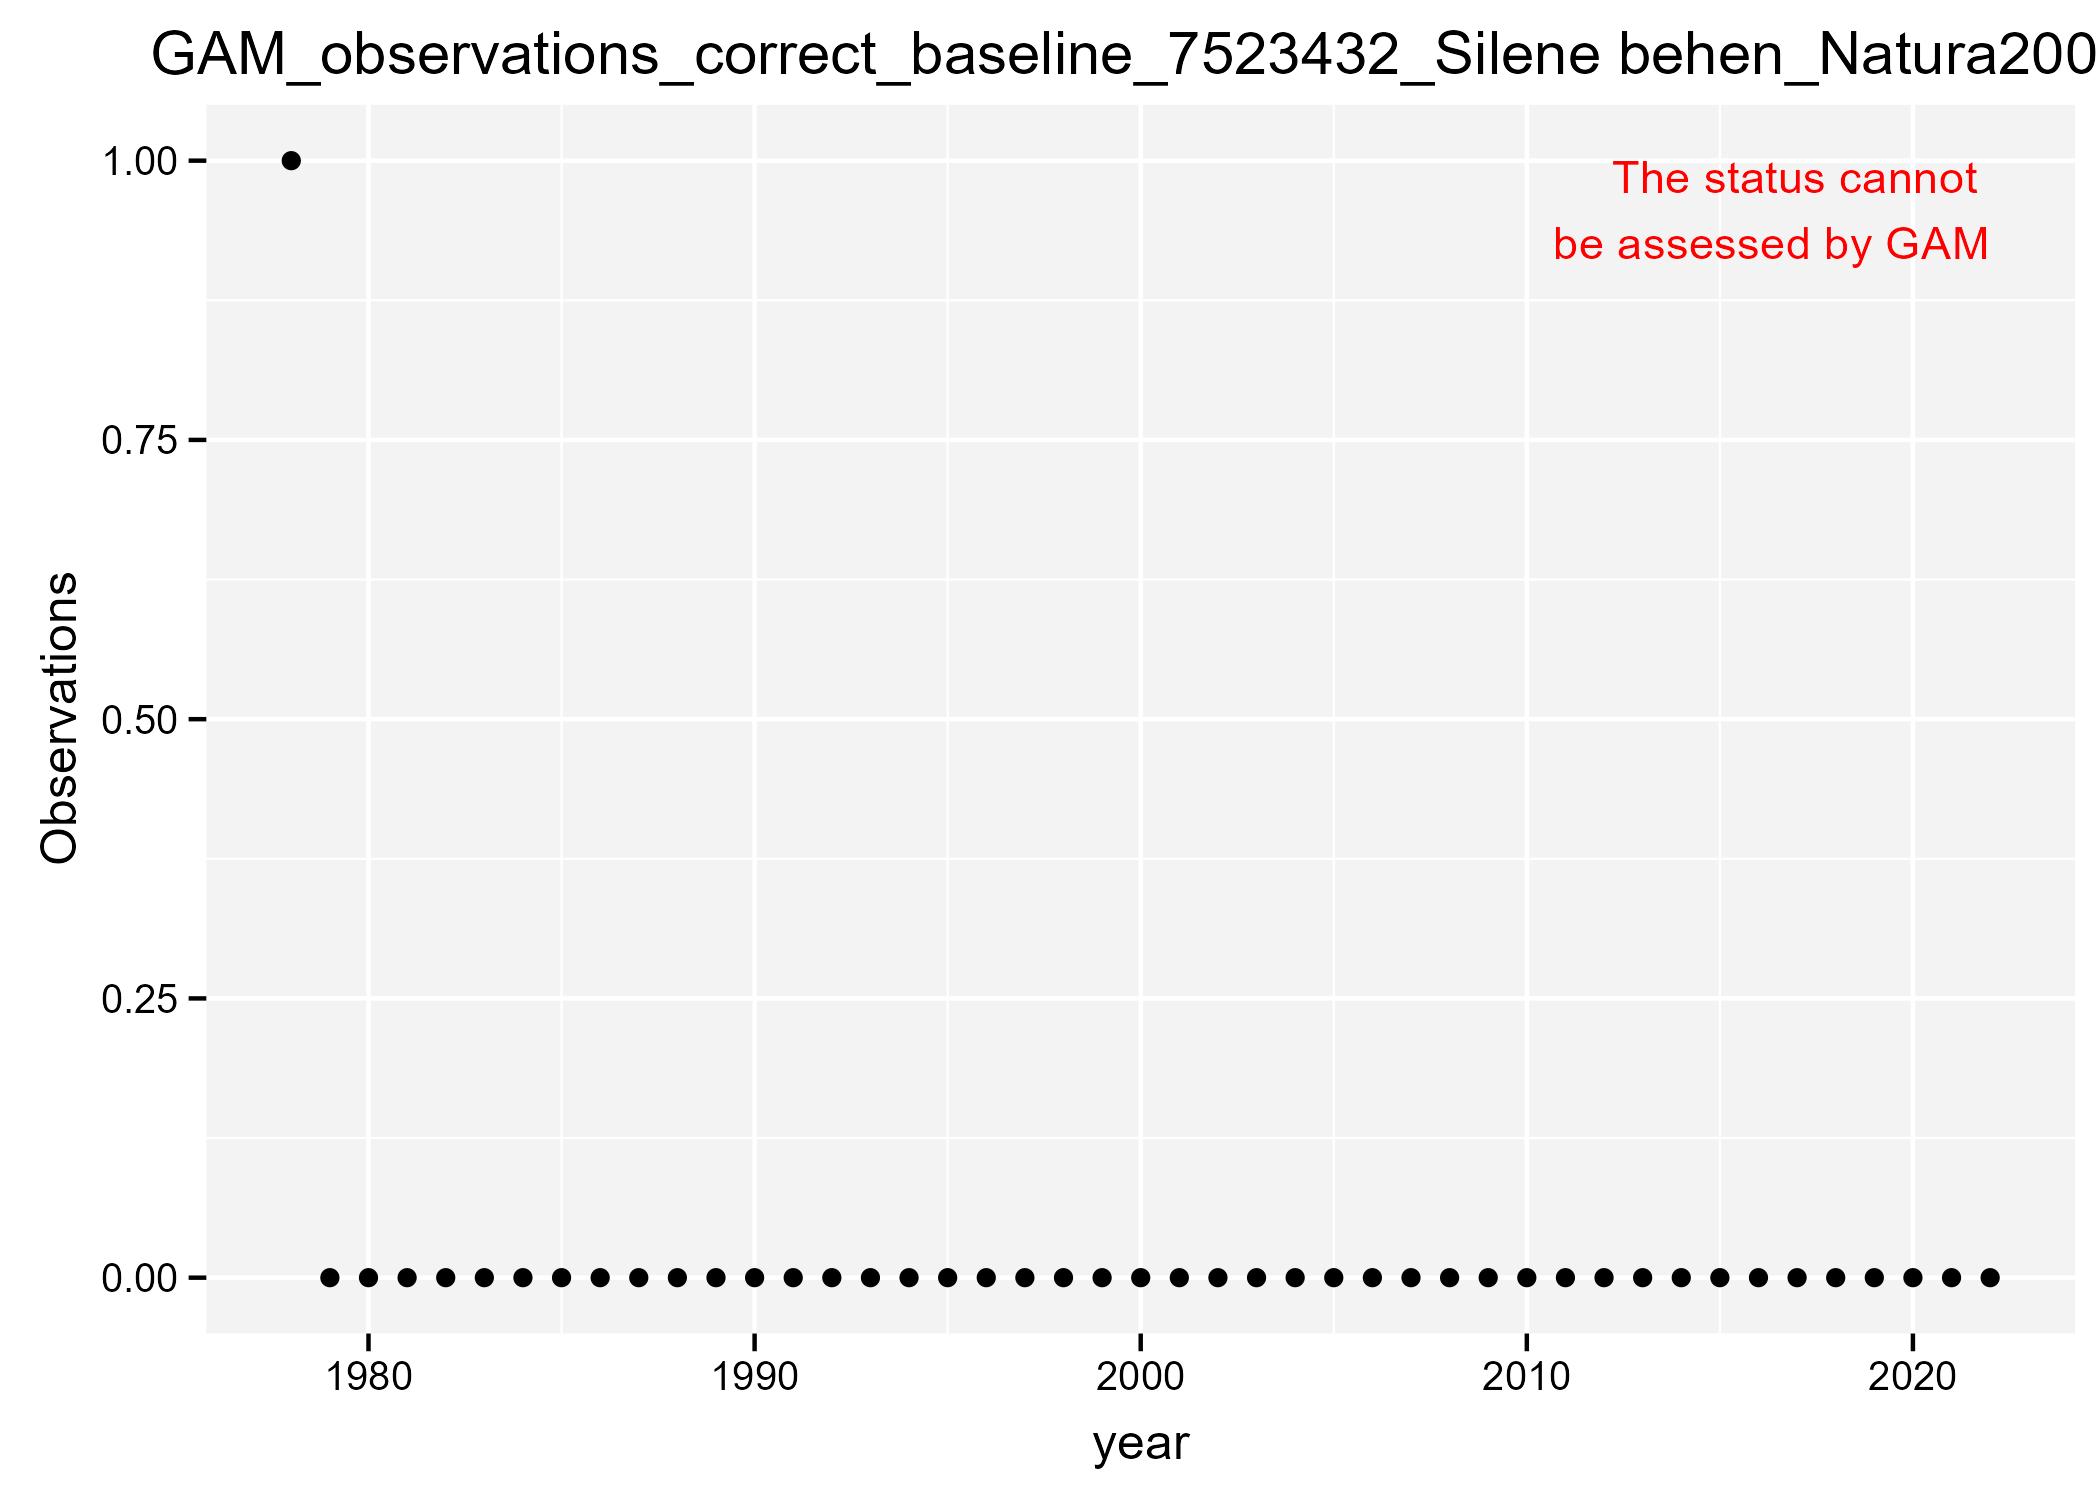 GAM_observations_correct_baseline_7523432_Silene behen_Natura200
1.00
The status cannot
be assessed by GAM
0.75
0.50
Observations
0.25
0.00
1980 1990 2000 2010 2020
year